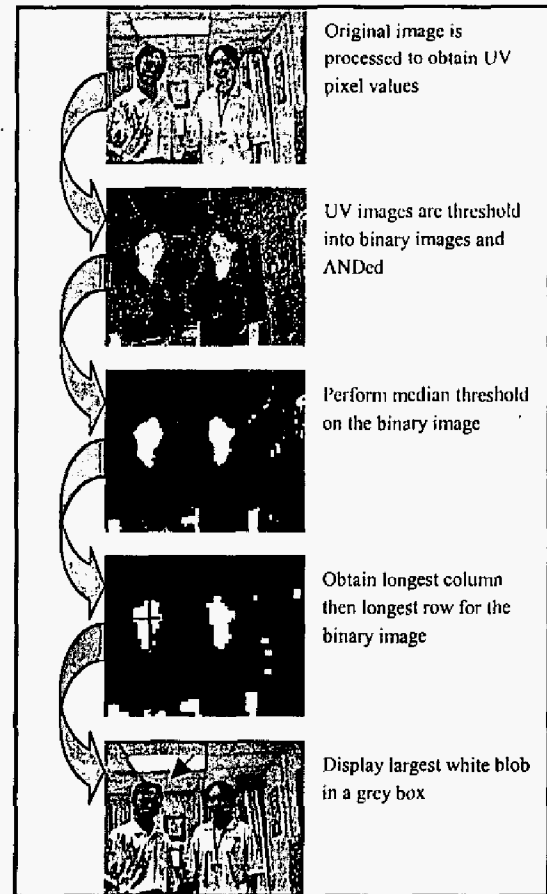 Original image is
processed to obtain UV
pixel values
UV images are threshold
into binary images and
ANDed
Perform median threshold
on the binary image
Obtain longest column
then longest row for the
binary image
Display largest white blob
in a grey box